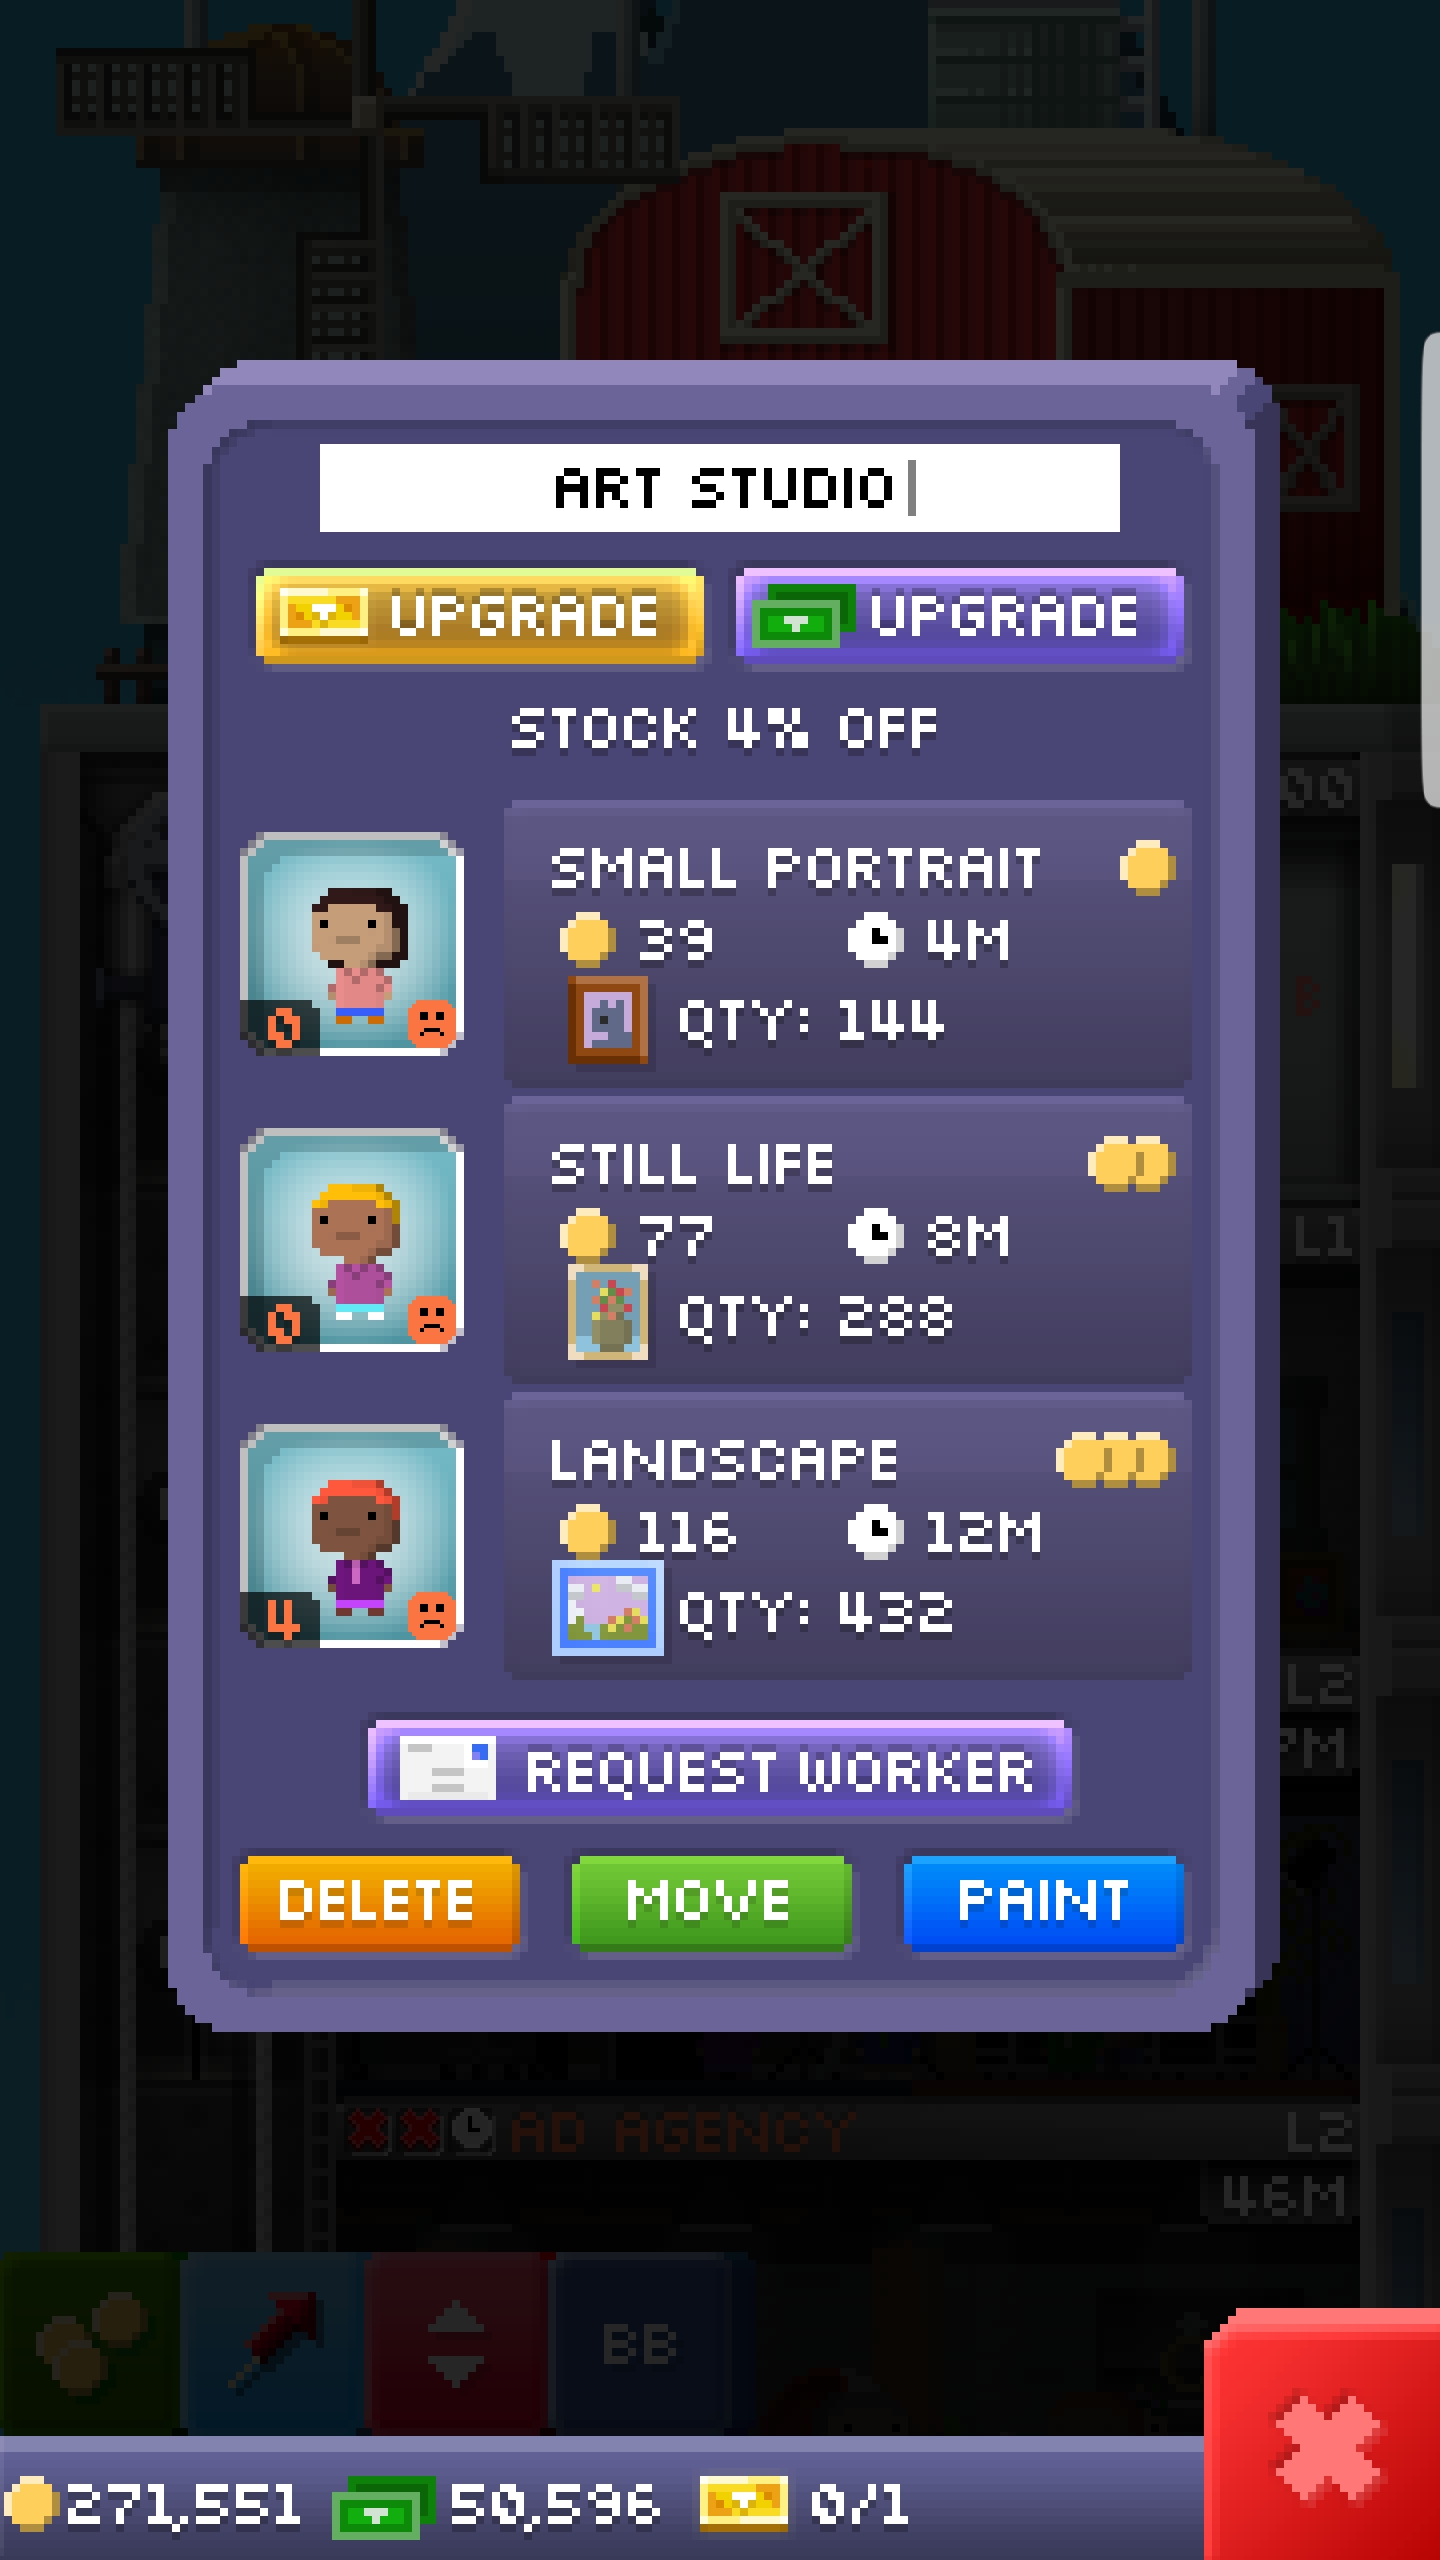 ART STUDIO
UPGRADE UPGRADE
STOCK 4% OFF
SMALL PORTRAIT
39 4M
0 QTY: 144
STILL LIFE
77 8M
0 QTY: 288
LANDSCAPE
116 12M
4 QTY: 432
REQUEST WORKER
DELETE MOVE PAINT
L1
L2
AD AGENCY L2
46M
BB
271,551 50,596 0/1